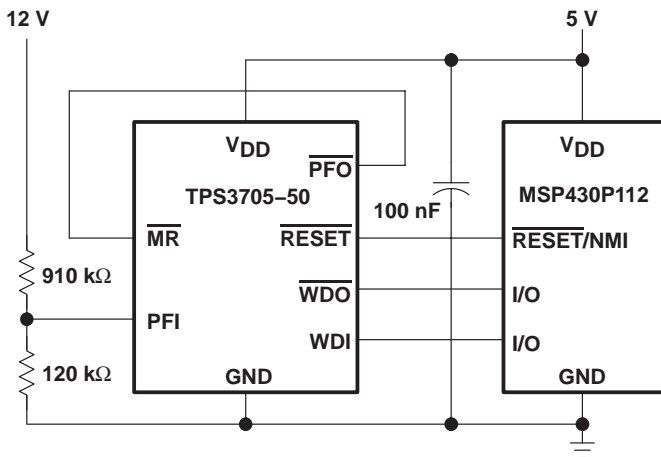 12 V
5 V
VDD
PFO
TPS3705–50
MR
RESET
910 kΩ
WDO
PFI
WDI
120 kΩ
GND
100 nF
VDD
MSP430P112
RESET/NMI
I/O
I/O
GND